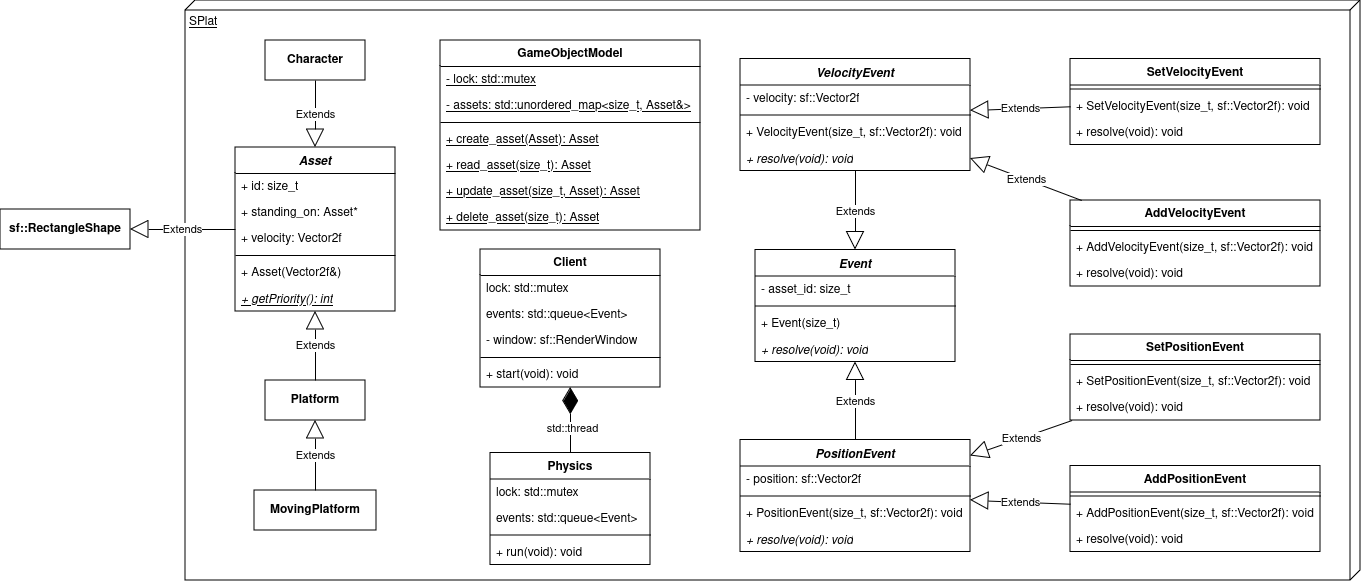 SPlat
Character
Extends
Asset
+ id: size_t
+ standing_on: Asset*
+ velocity: Vector2f
+ Asset(Vector2f&)
+ getPriority(): int
sf::RectangleShape
Extends
Extends
Platform
Extends
MovingPlatform
GameObjectModel
- lock: std::mutex
- assets: std::unordered_map<size_t, Asset&>
+ create_asset(Asset): Asset
+ read_asset(size_t): Asset
+ update_asset(size_t, Asset): Asset
+ delete_asset(size_t): Asset
Client
lock: std::mutex
events: std::queue<Event>
- window: sf::RenderWindow
+ start(void): void
std::thread
Physics
lock: std::mutex
events: std::queue<Event>
+ run(void): void
VelocityEvent
- velocity: sf::Vector2f
+ VelocityEvent(size_t, sf::Vector2f): void
+ resolve(void): void
Extends
Event
- asset_id: size_t
+ Event(size_t)
+ resolve(void): void
Extends
PositionEvent
- position: sf::Vector2f
+ PositionEvent(size_t, sf::Vector2f): void
+ resolve(void): void
Extends
SetVelocityEvent
+ SetVelocityEvent(size_t, sf::Vector2f): void
+ resolve(void): void
Extends
AddVelocityEvent
+ AddVelocityEvent(size_t, sf::Vector2f): void
+ resolve(void): void
Extends
SetPositionEvent
+ SetPositionEvent(size_t, sf::Vector2f): void
+ resolve(void): void
Extends
AddPositionEvent
+ AddPositionEvent(size_t, sf::Vector2f): void
+ resolve(void): void